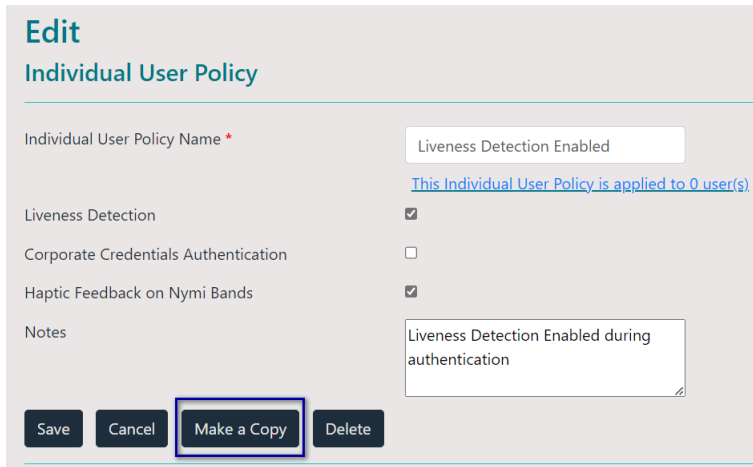 Edit
Individual User Policy
Individual User Policy Name *
Liveness Detection Enabled
This Individual User Policy is applied to 0 user(s)
Liveness Detection
Corporate Credentials Authentication
Haptic Feedback on Nymi Bands
Notes
Liveness Detection Enabled during
authentication
Save Cancel Make a Copy Delete